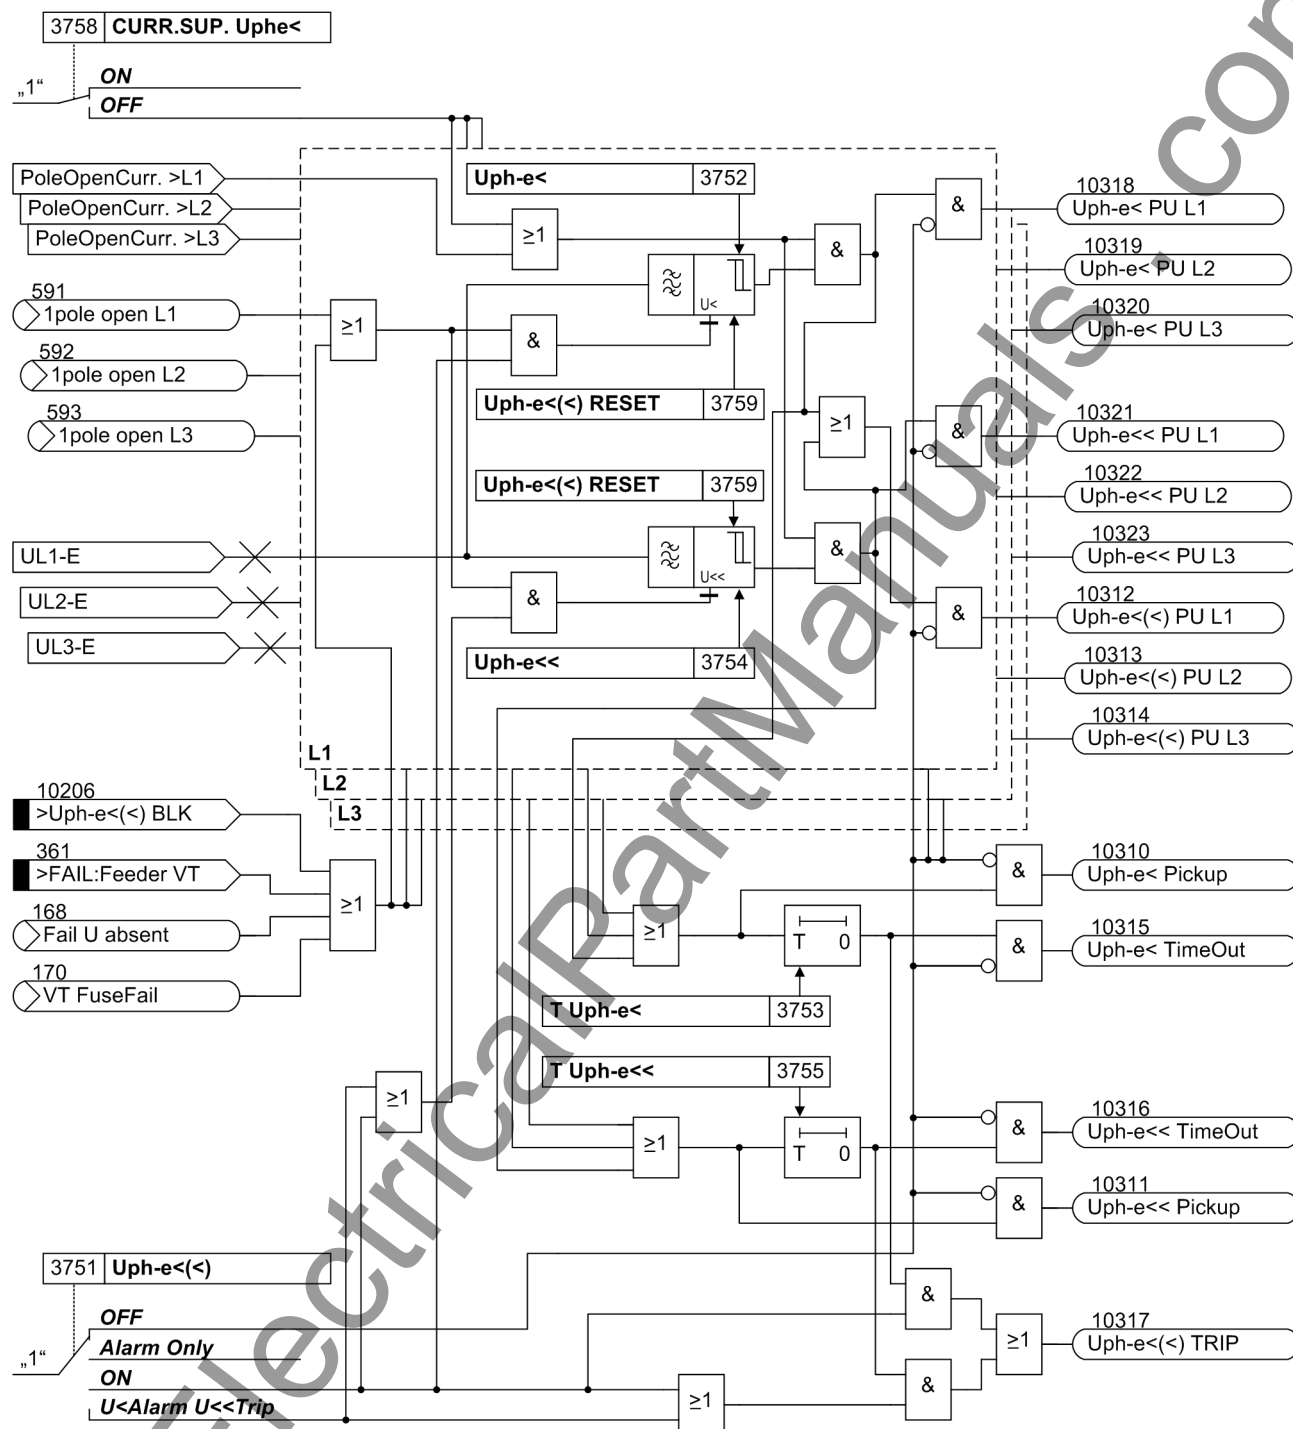 3758 CURR.SUP. Uphe<
„1“
ON
OFF
PoleOpenCurr. >L1
PoleOpenCurr. >L2
PoleOpenCurr. >L3
591
1pole open L1
592
1pole open L2
593
1pole open L3
UL1-E
UL2-E
UL3-E
10206
>Uph-e<(<) BLK
361
>FAIL:Feeder VT
168
Fail U absent
170
VT FuseFail
3751 Uph-e<(<)
„1“
OFF
Alarm Only
ON
U<Alarm U<<Trip
≥1
≥1
≥1
≥1
&
&
Uph-e< 3752
U<
Uph-e<(<) RESET 3759
Uph-e<(<) RESET 3759
U<<
Uph-e<< 3754
&
≥1
&
L1
L2
L3
≥1
T 0
T Uph-e< 3753
T Uph-e<< 3755
≥1
T 0
≥1
&
&
&
&
&
&
&
&
&
≥1
10318
Uph-e< PU L1
10319
Uph-e< PU L2
10320
Uph-e< PU L3
10321
Uph-e<< PU L1
10322
Uph-e<< PU L2
10323
Uph-e<< PU L3
10312
Uph-e<(<) PU L1
10313
Uph-e<(<) PU L2
10314
Uph-e<(<) PU L3
10310
Uph-e< Pickup
10315
Uph-e< TimeOut
10316
Uph-e<< TimeOut
10311
Uph-e<< Pickup
10317
Uph-e<(<) TRIP
ElectricalPartManuals . com